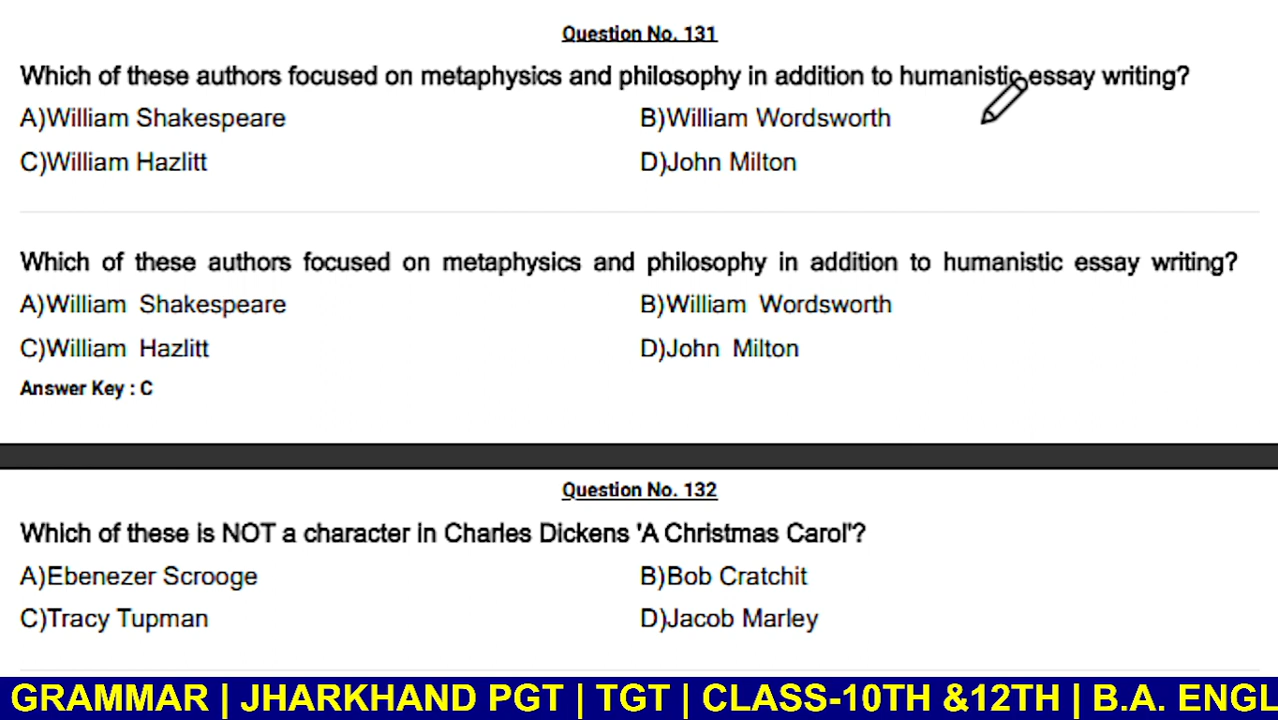 Question No. 131
Which of these authors focused on metaphysics and philosophy in addition to humanistic essay writing?
A)William Shakespeare B)William Wordsworth
C)William Hazlitt D)John Milton
Which of these authors focused on metaphysics and philosophy in addition to humanistic essay writing?
A)William Shakespeare B)William Wordsworth
C)William Hazlitt D)John Milton
Answer Key : C
Question No. 132
Which of these is NOT a character in Charles Dickens 'A Christmas Carol'?
A)Ebenezer Scrooge B)Bob Cratchit
C)Tracy Tupman D)Jacob Marley
GRAMMAR | JHARKHAND PGT | TGT | CLASS-10TH &12TH | B.A. ENGL